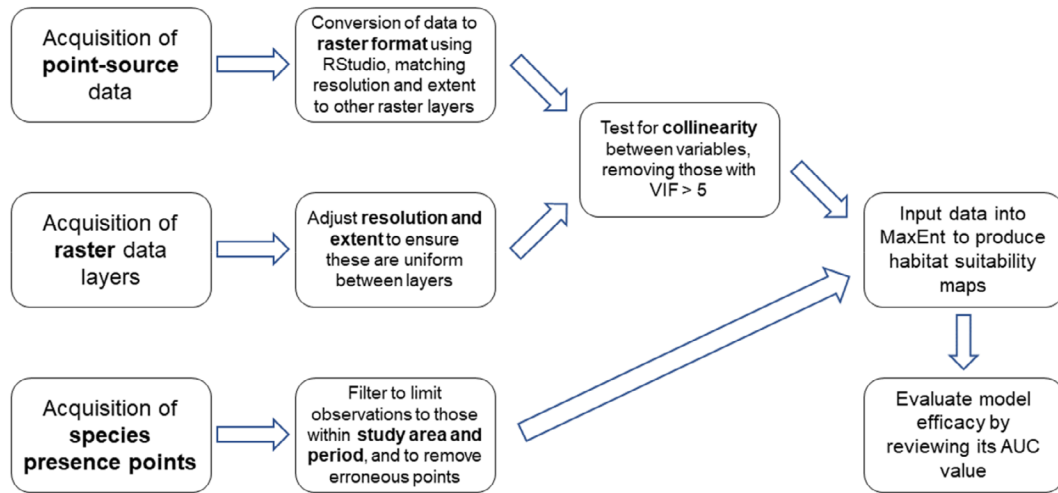 Acquisition of
point-source
data
Conversion of data to
raster format using
RStudio, matching
resolution and extent
to other raster layers
Test for collinearity
between variables,
removing those with
VIF > 5
Acquisition of
raster data
layers
Adjust resolution and
extent to ensure
these are uniform
between layers
Input data into
MaxEnt to produce
habitat suitability
maps
Acquisition of
species
presence points
Filter to limit
observations to those
within study area and
period, and to remove
erroneous points
Evaluate model
efficacy by
reviewing its AUC
value